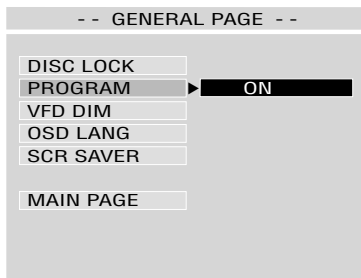 - - GENERAL PAGE - -
DISC LOCK
PROGRAM ON
VFD DIM
OSD LANG
SCR SAVER
MAIN PAGE